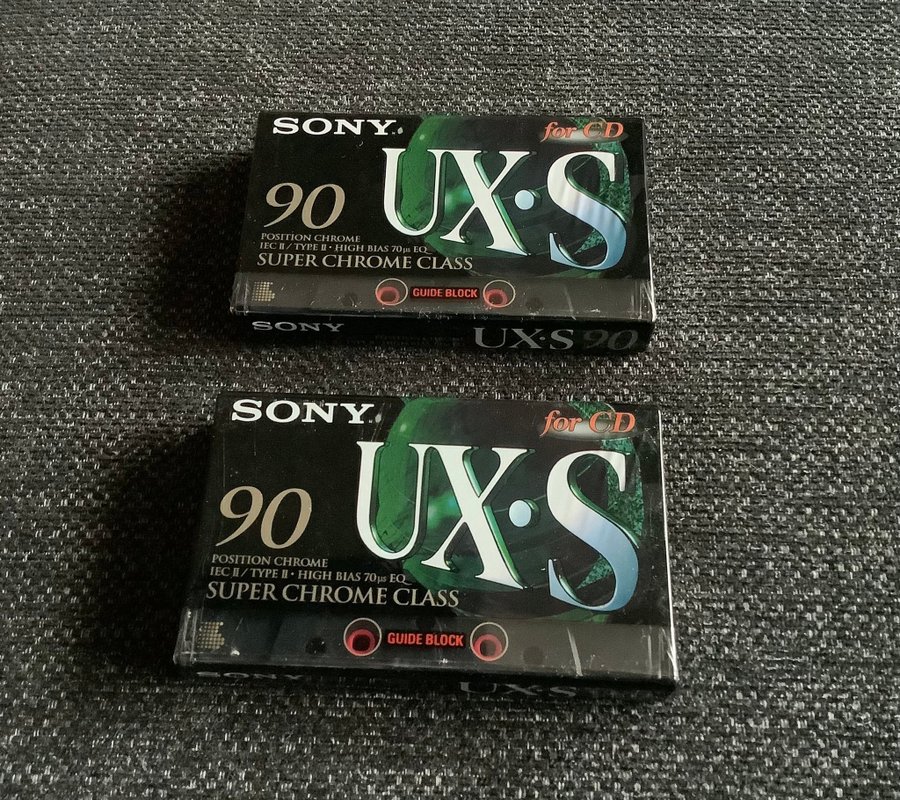 SONY
for CD
UX·S
90
POSITION CHROME
IEC II / TYPE II · HIGH BIAS 70µs EQ
SUPER CHROME CLASS
GUIDE BLOCK
SONY UX·S 90
SONY
for CD
UX·S
90
POSITION CHROME
IEC II / TYPE II · HIGH BIAS 70µs EQ
SUPER CHROME CLASS
GUIDE BLOCK
SONY UX·S